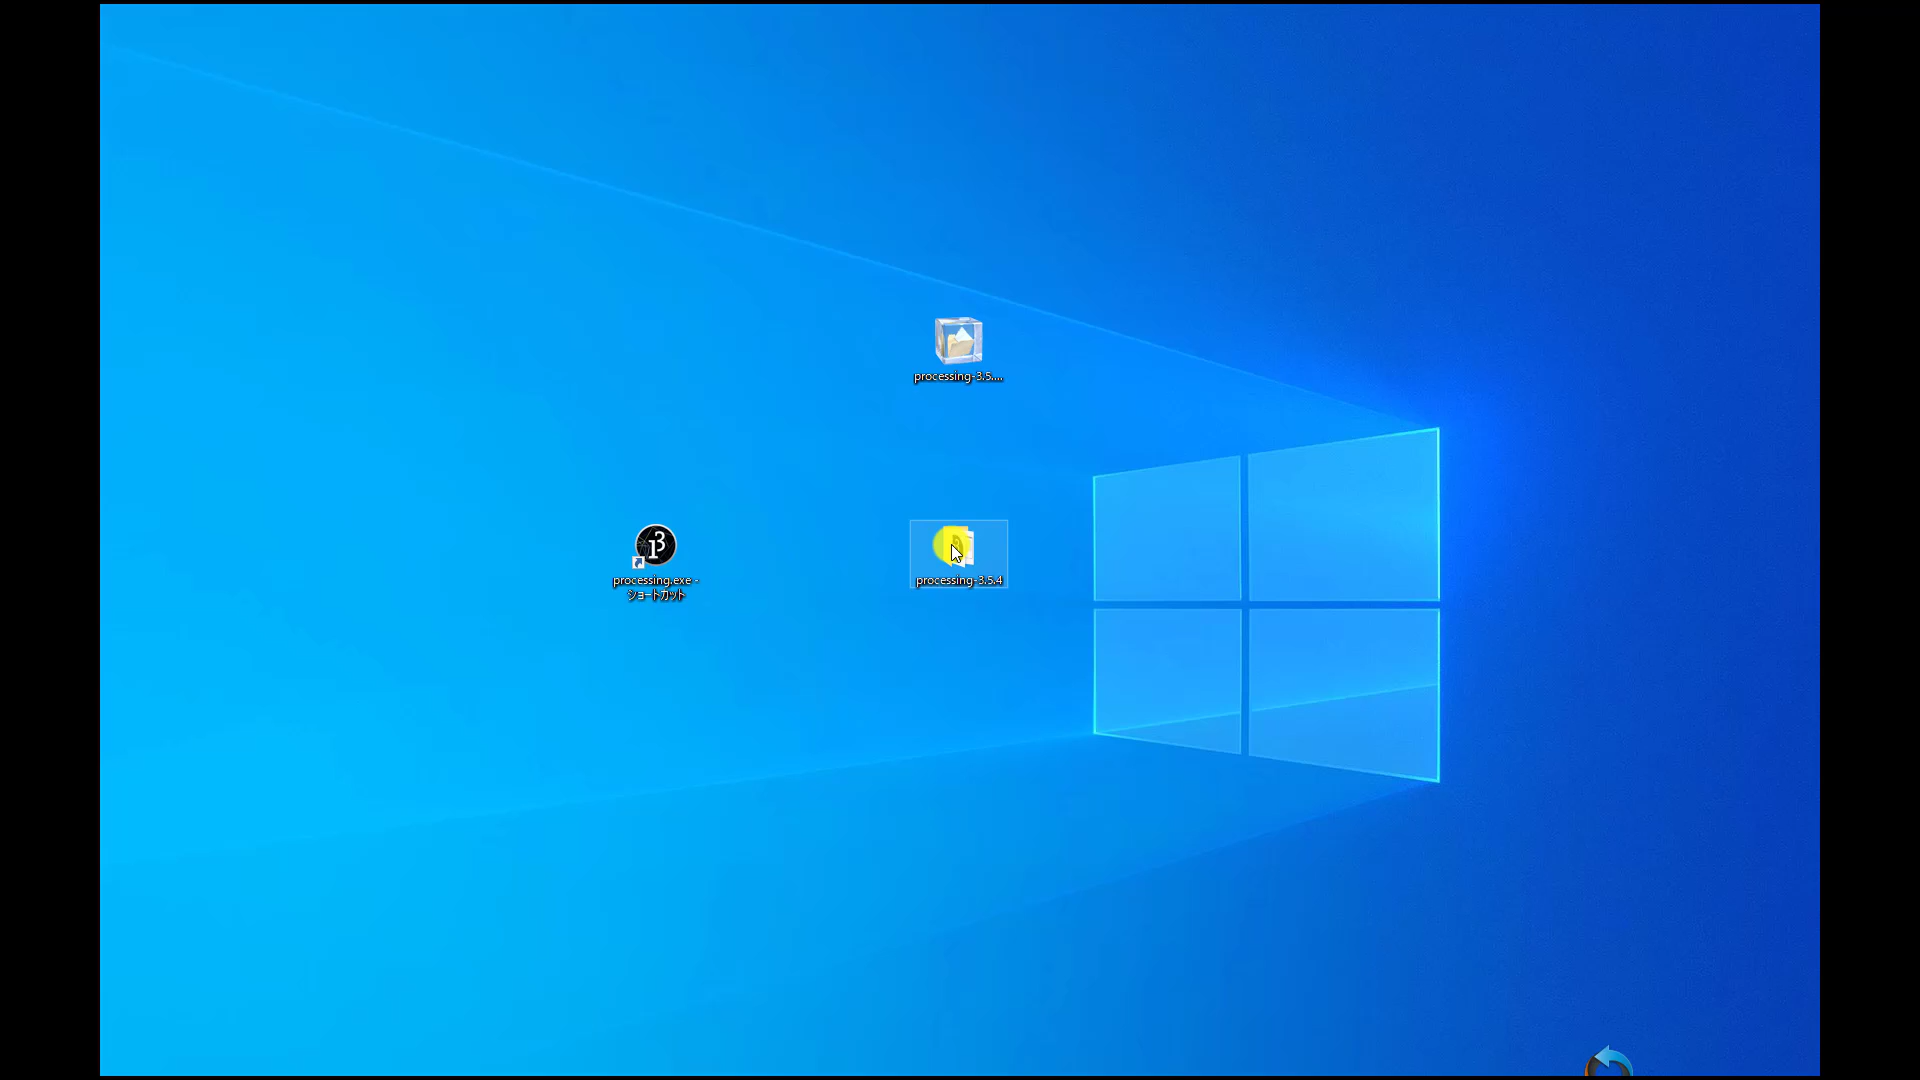 processing-3.5....
processing.exe -
ショートカット
processing-3.5.4